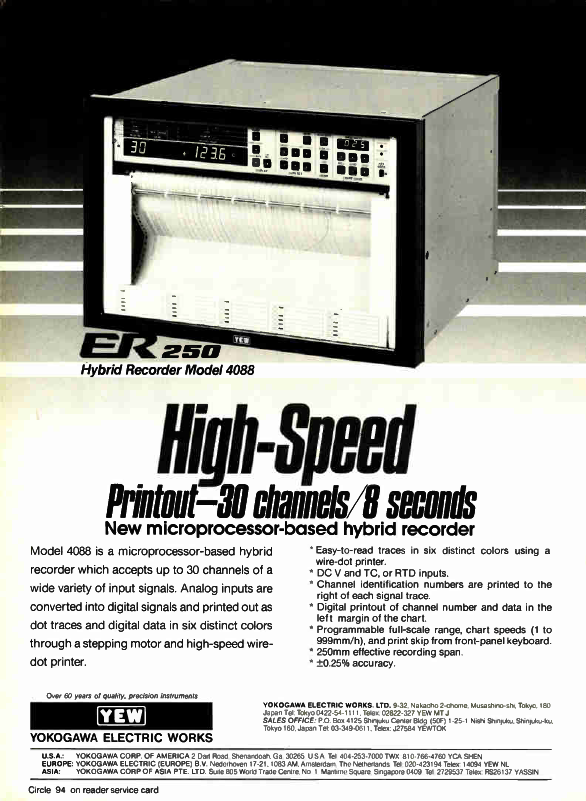 30 123.6 025
ER 250
YEW
Hybrid Recorder Model 4088
High-Speed
Printout–30 channels/8 seconds
New microprocessor-based hybrid recorder
Model 4088 is a microprocessor-based hybrid
recorder which accepts up to 30 channels of a
wide variety of input signals. Analog inputs are
converted into digital signals and printed out as
dot traces and digital data in six distinct colors
through a stepping motor and high-speed wire-
dot printer.
* Easy-to-read traces in six distinct colors using a
wire-dot printer.
* DC V and TC, or RTD inputs.
* Channel identification numbers are printed to the
right of each signal trace.
* Digital printout of channel number and data in the
left margin of the chart.
* Programmable full-scale range, chart speeds (1 to
999mm/h), and print skip from front-panel keyboard.
* 250mm effective recording span.
* ±0.25% accuracy.
Over 60 years of quality, precision instruments
YEW
YOKOGAWA ELECTRIC WORKS
YOKOGAWA ELECTRIC WORKS, LTD. 9-32, Nakacho 2-chome, Musashino-shi, Tokyo, 180
Japan Tel: Tokyo 0422-54-1111, Telex: 02822-327 YEW MT J
SALES OFFICE: P.O. Box 4125 Shinjuku Center Bldg. (50F) 1-25-1 Nishi Shinjuku, Shinjuku-ku,
Tokyo 160, Japan Tel: 03-349-0611, Telex: J27584 YEWTOK
U.S.A.: YOKOGAWA CORP. OF AMERICA 2 Dart Road, Shenandoah, Ga. 30265 U.S.A. Tel 404-253-7000 TWX 810-766-4760 YCA SHEN
EUROPE: YOKOGAWA ELECTRIC (EUROPE) B.V. Nederhoven 17-21, 1083 AM, Amsterdam, The Netherlands Tel: 020-423194 Telex: 14094 YEW NL
ASIA: YOKOGAWA CORP OF ASIA PTE. LTD. Suite 805 World Trade Centre, No. 1 Maritime Square, Singapore 0409 Tel: 2729537 Telex: RS26137 YASSIN
Circle 94 on reader service card